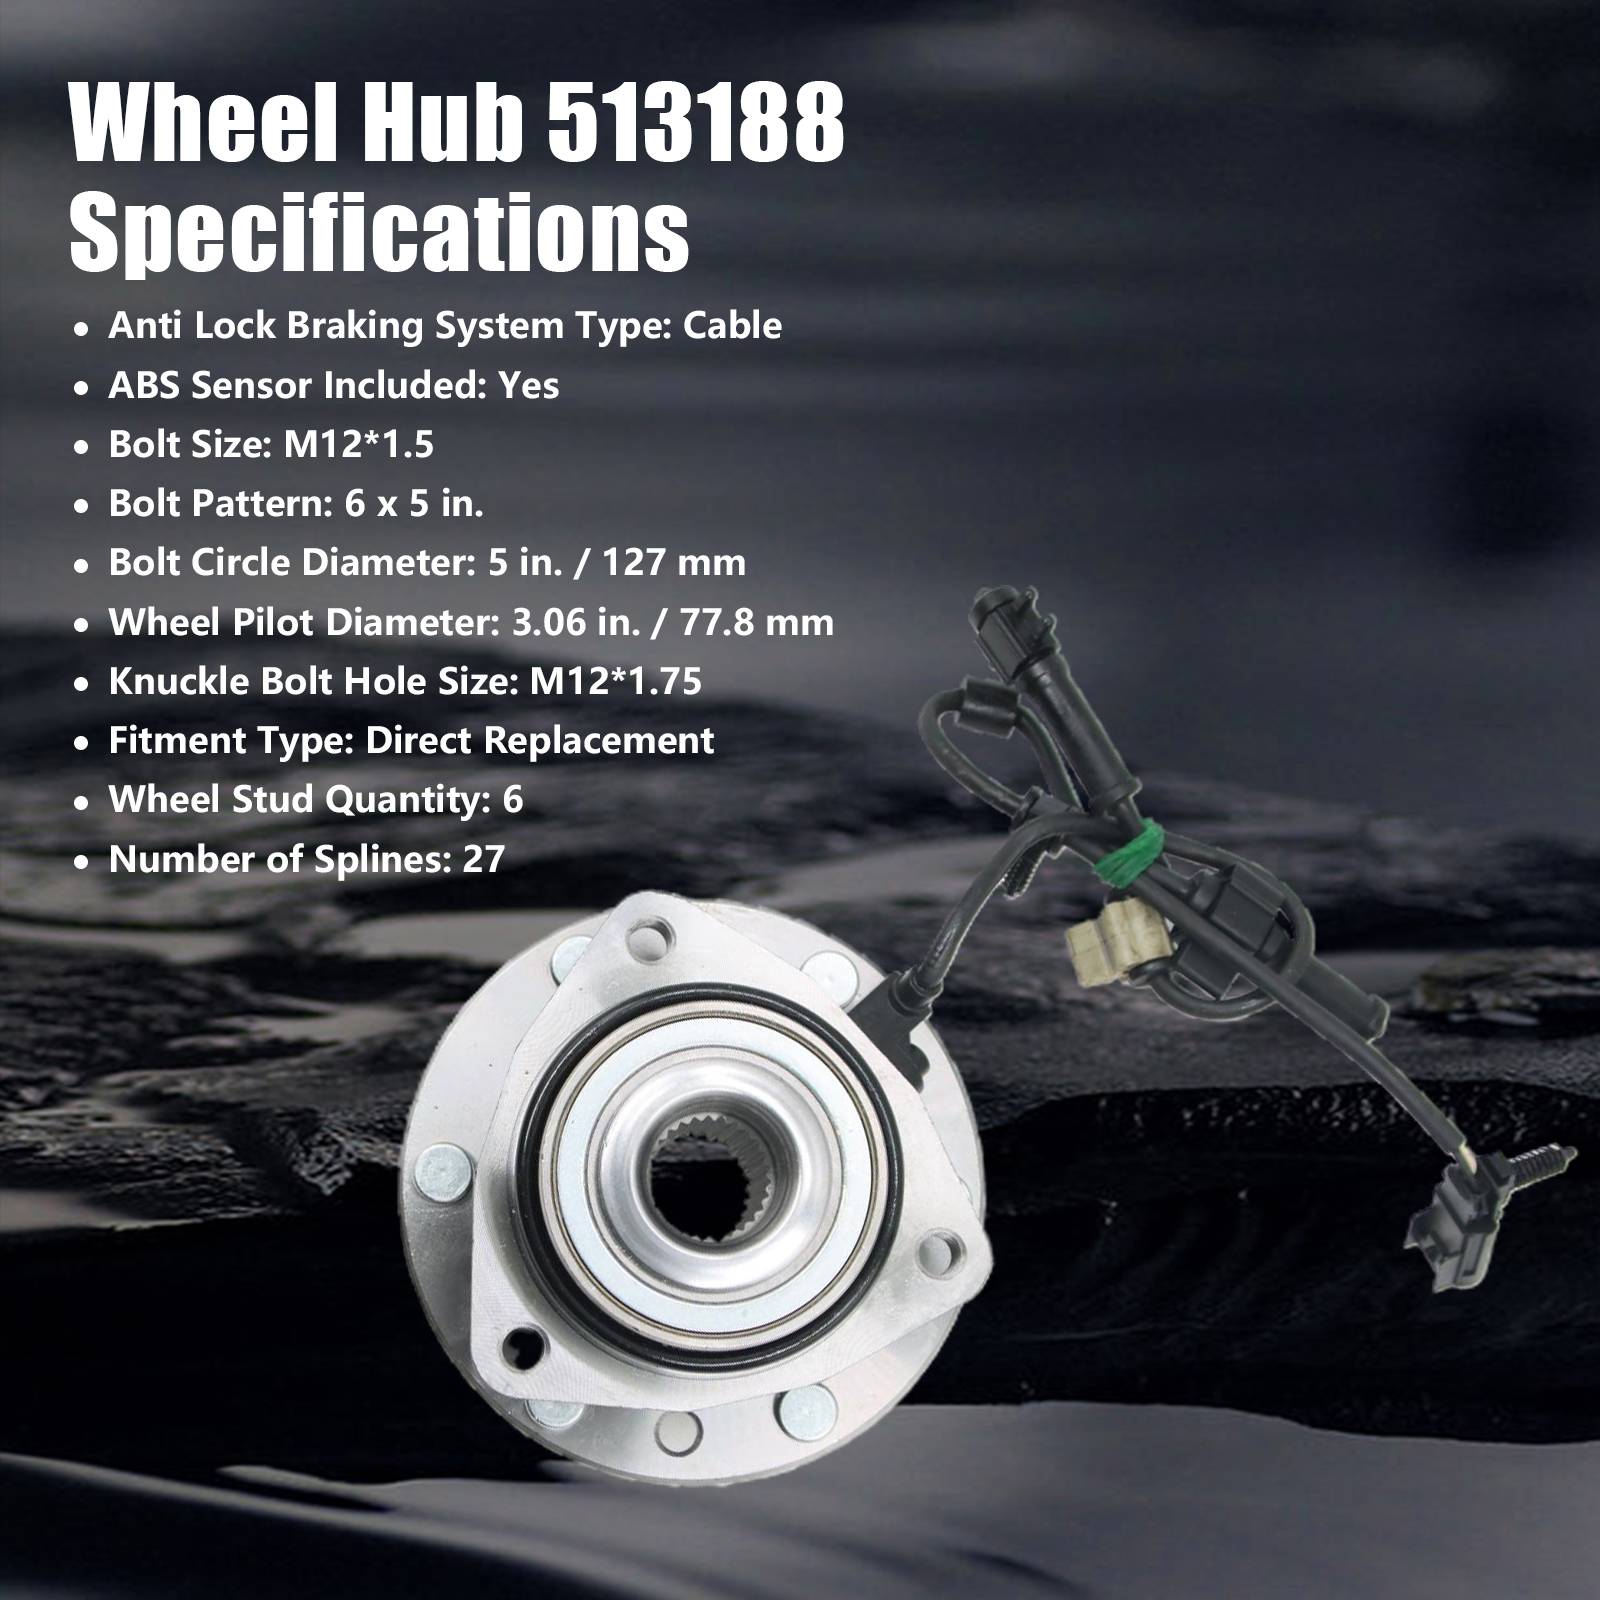 Wheel Hub 513188
Specifications
• Anti Lock Braking System Type: Cable
• ABS Sensor Included: Yes
• Bolt Size: M12*1.5
• Bolt Pattern: 6 x 5 in.
• Bolt Circle Diameter: 5 in. / 127 mm
• Wheel Pilot Diameter: 3.06 in. / 77.8 mm
• Knuckle Bolt Hole Size: M12*1.75
• Fitment Type: Direct Replacement
• Wheel Stud Quantity: 6
• Number of Splines: 27